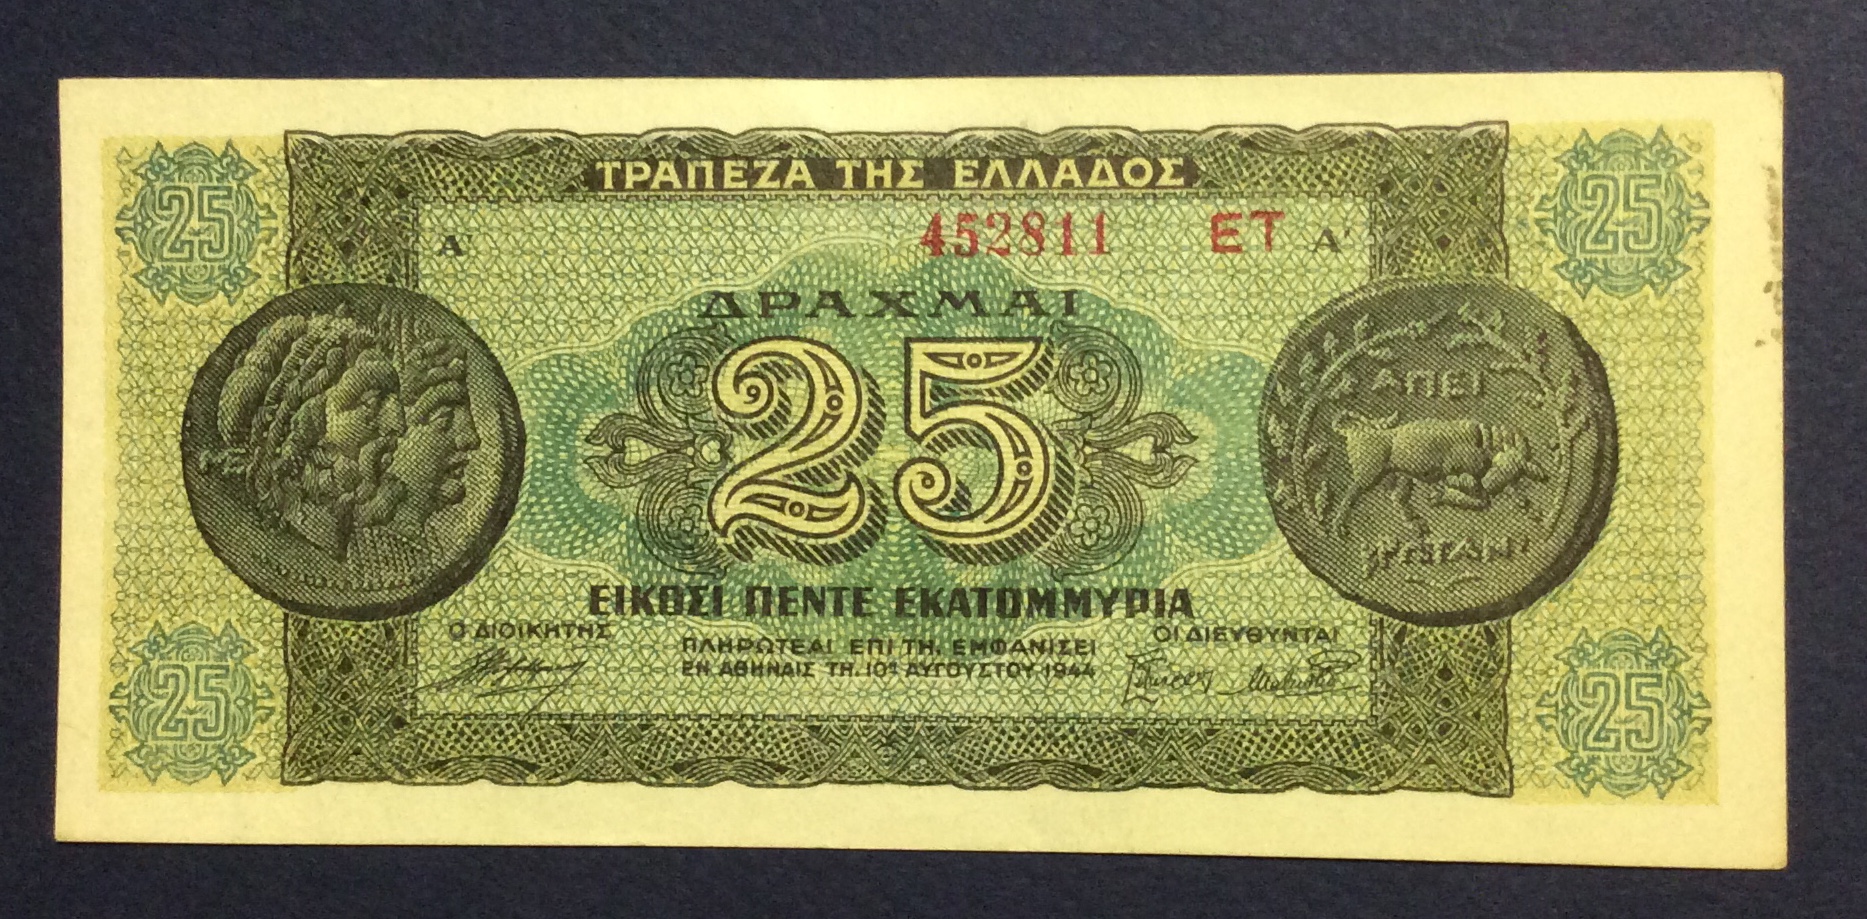 ΤΡΑΠΕΖΑ ΤΗΣ ΕΛΛΑΔΟΣ
25 25
Α' 452811 ΕΤ Α'
ΔΡΑΧΜΑΙ
ΑΠΕΙ
25
ΕΙΚΟΣΙ ΠΕΝΤΕ ΕΚΑΤΟΜΜΥΡΙΑ
Ο ΔΙΟΙΚΗΤΗΣ ΠΛΗΡΩΤΕΑΙ ΕΠΙ ΤΗ, ΕΜΦΑΝΙΣΕΙ ΟΙ ΔΙΕΥΘΥΝΤΑΙ
ΕΝ ΑΘΗΝΑΙΣ ΤΗ, 10ῃ ΑΥΓΟΥΣΤΟΥ 1944
25 25